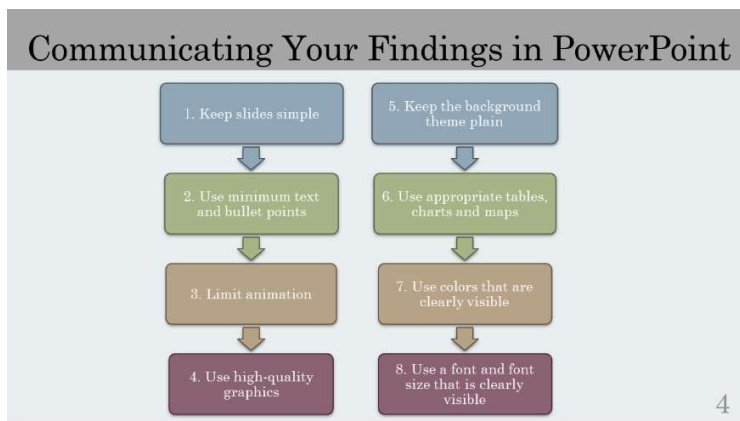 Communicating Your Findings in PowerPoint
1. Keep slides simple
2. Use minimum text
and bullet points
3. Limit animation
4. Use high-quality
graphics
5. Keep the background
theme plain
6. Use appropriate tables,
charts and maps
7. Use colors that are
clearly visible
8. Use a font and font
size that is clearly
visible
4